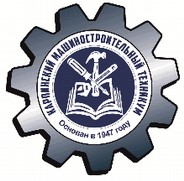 КАРПИНСКИЙ МАШИНОСТРОИТЕЛЬНЫЙ ТЕХНИКУМ
Основан в 1947 году